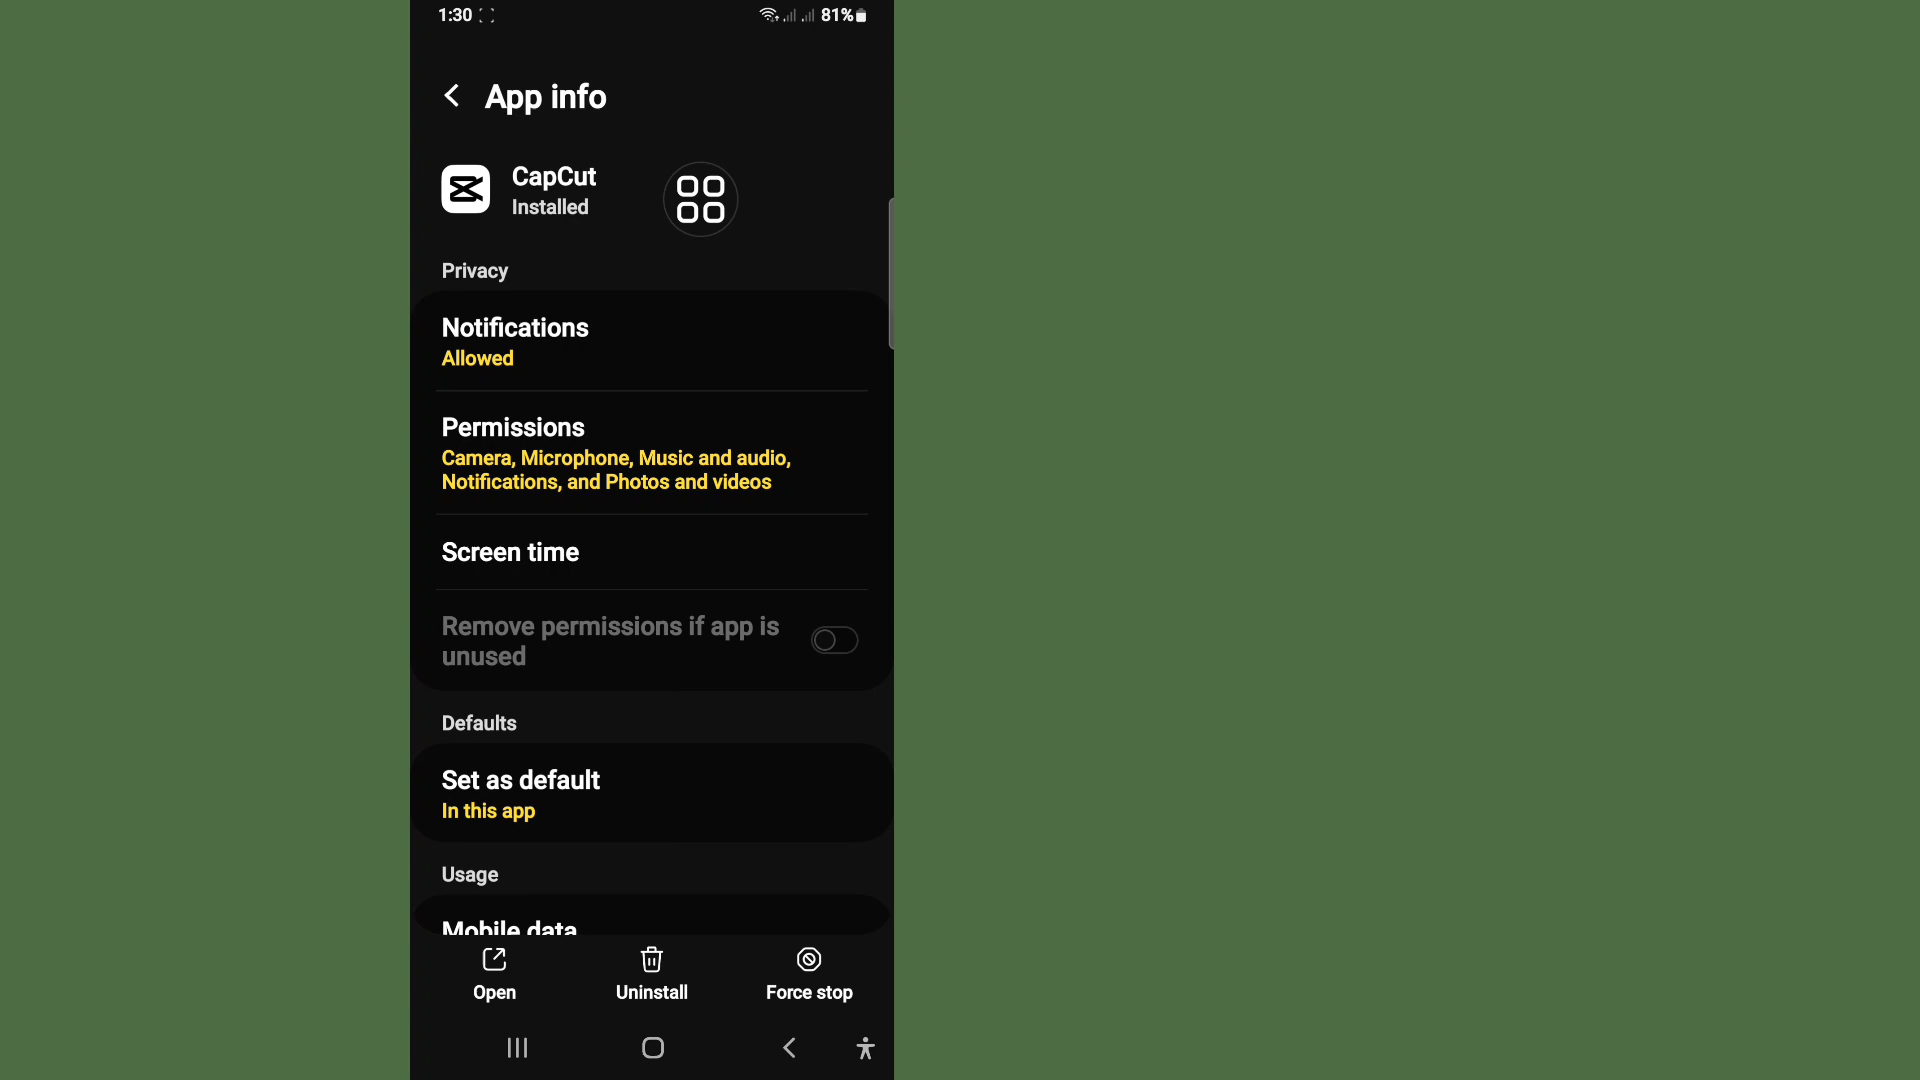 1:30
81%
App info
CapCut
Installed
Privacy
Notifications
Allowed
Permissions
Camera, Microphone, Music and audio,
Notifications, and Photos and videos
Screen time
Remove permissions if app is
unused
Defaults
Set as default
In this app
Usage
Mobile data
Open
Uninstall
Force stop